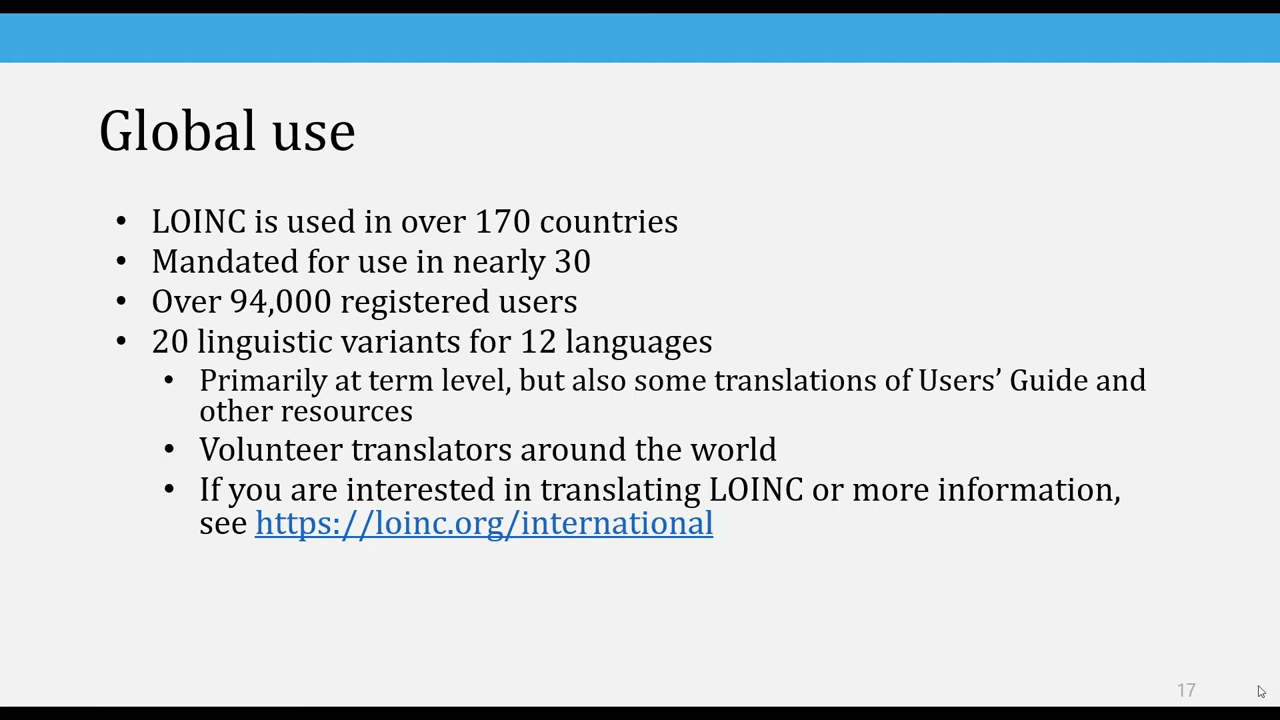 Global use
• LOINC is used in over 170 countries
• Mandated for use in nearly 30
• Over 94,000 registered users
• 20 linguistic variants for 12 languages
• Primarily at term level, but also some translations of Users’ Guide and
other resources
• Volunteer translators around the world
• If you are interested in translating LOINC or more information,
see https://loinc.org/international
17